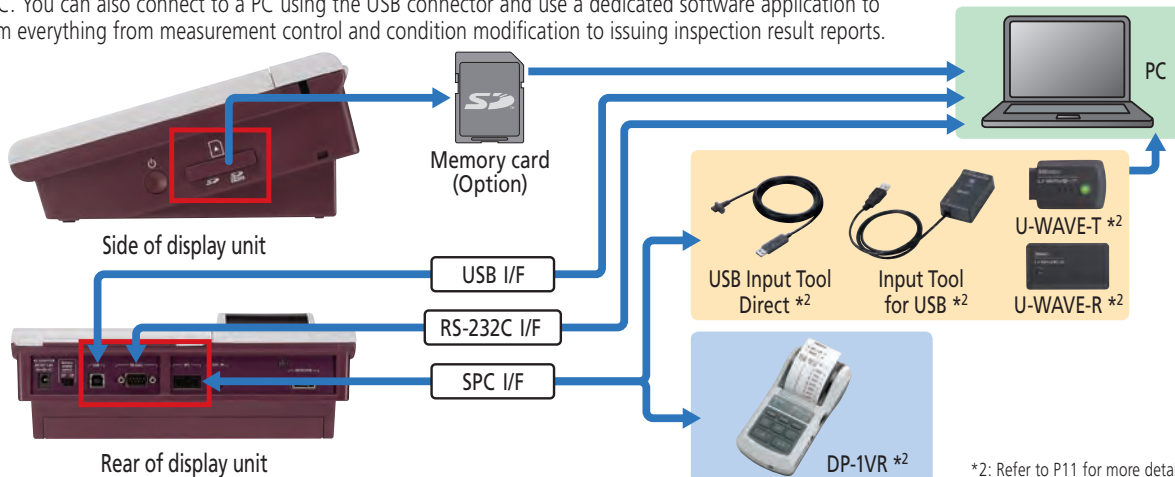 C. You can also connect to a PC using the USB connector and use a dedicated software application to
m everything from measurement control and condition modification to issuing inspection result reports.
PC
Memory card
(Option)
Side of display unit
U-WAVE-T *2
USB I/F
USB Input Tool
Direct *2
Input Tool
for USB *2
U-WAVE-R *2
RS-232C I/F
SPC I/F
Rear of display unit
DP-1VR *2
*2: Refer to P11 for more deta